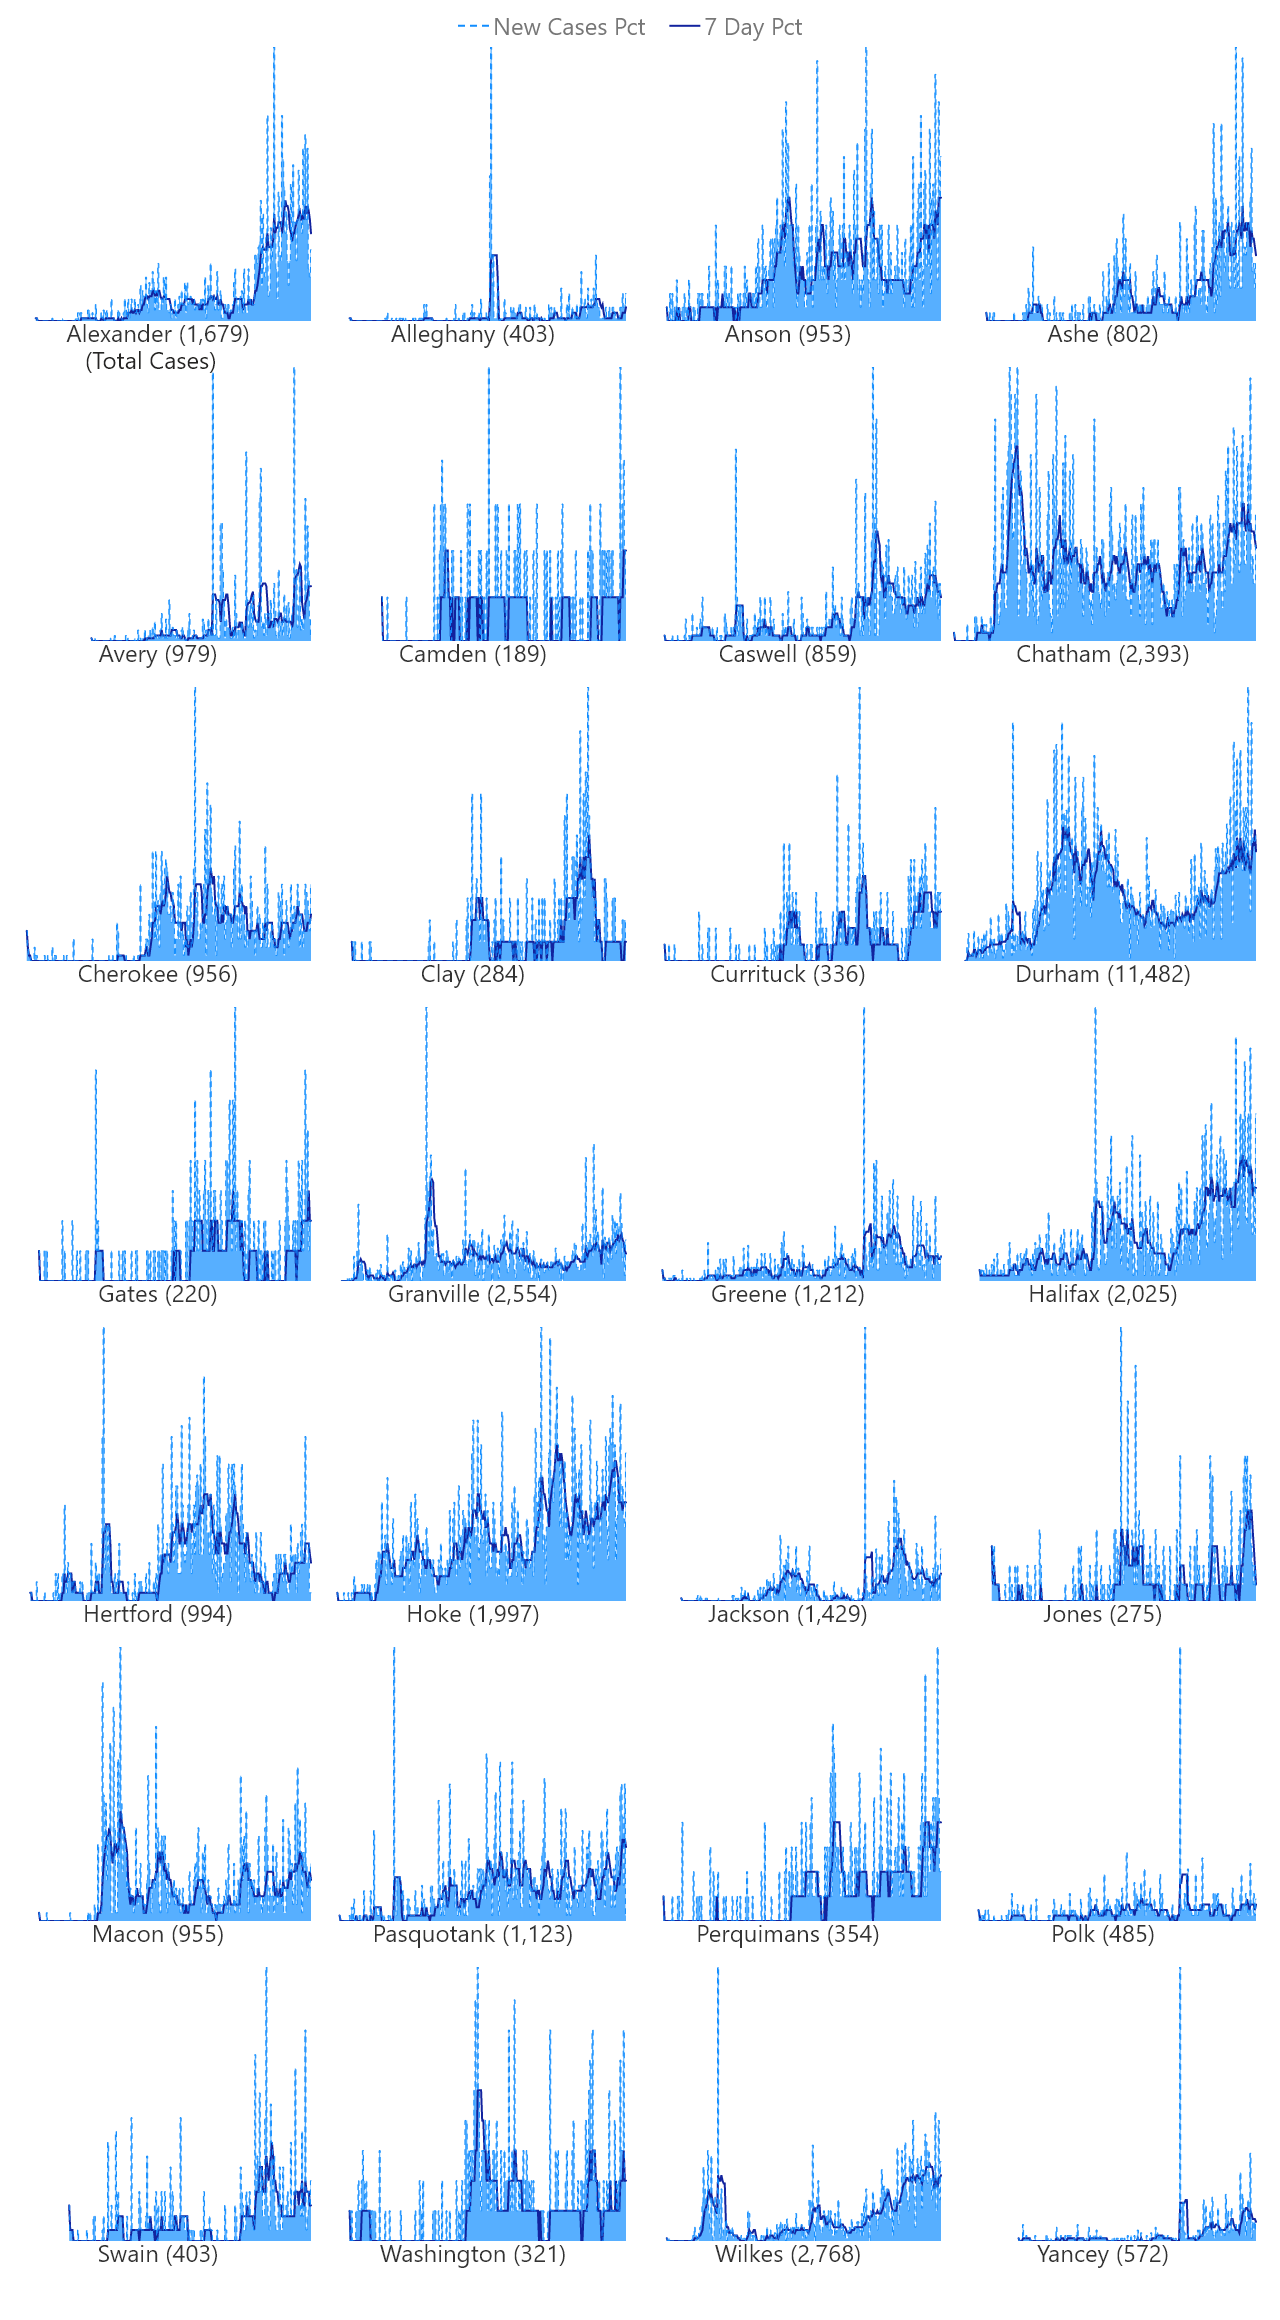 New Cases Pct 7 Day Pct
Alexander (1,679) Alleghany (403) Anson (953) Ashe (802)
(Total Cases)
Avery (979) Camden (189) Caswell (859) Chatham (2,393)
Cherokee (956) Clay (284) Currituck (336) Durham (11,482)
Gates (220) Granville (2,554) Greene (1,212) Halifax (2,025)
Hertford (994) Hoke (1,997) Jackson (1,429) Jones (275)
Macon (955) Pasquotank (1,123) Perquimans (354) Polk (485)
Swain (403) Washington (321) Wilkes (2,768) Yancey (572)